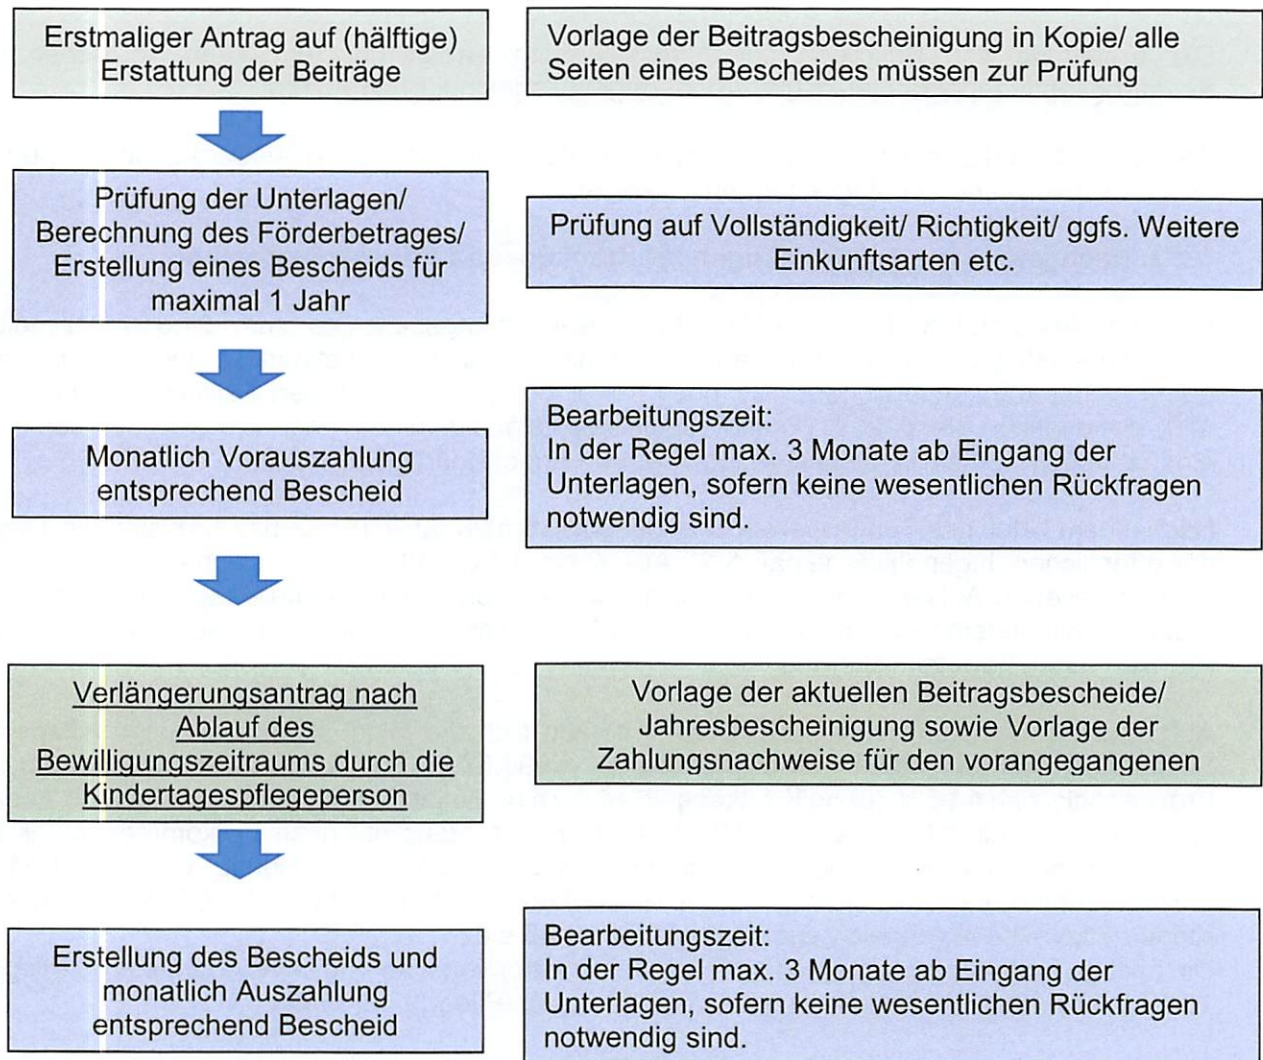 Erstmaliger Antrag auf (hälftige)
Erstattung der Beiträge
Vorlage der Beitragsbescheinigung in Kopie/ alle
Seiten eines Bescheides müssen zur Prüfung
Prüfung der Unterlagen/
Berechnung des Förderbetrages/
Erstellung eines Bescheids für
maximal 1 Jahr
Prüfung auf Vollständigkeit/ Richtigkeit/ ggfs. Weitere
Einkunftsarten etc.
Monatlich Vorauszahlung
entsprechend Bescheid
Bearbeitungszeit:
In der Regel max. 3 Monate ab Eingang der
Unterlagen, sofern keine wesentlichen Rückfragen
notwendig sind.
Verlängerungsantrag nach
Ablauf des
Bewilligungszeitraums durch die
Kindertagespflegeperson
Vorlage der aktuellen Beitragsbescheide/
Jahresbescheinigung sowie Vorlage der
Zahlungsnachweise für den vorangegangenen
Erstellung des Bescheids und
monatlich Auszahlung
entsprechend Bescheid
Bearbeitungszeit:
In der Regel max. 3 Monate ab Eingang der
Unterlagen, sofern keine wesentlichen Rückfragen
notwendig sind.